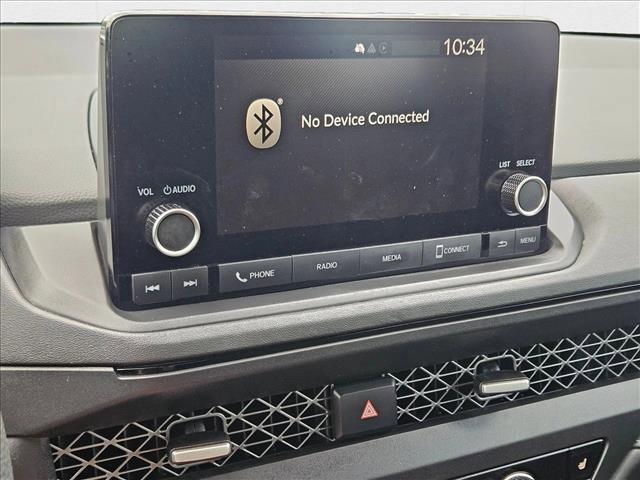 10:34
®
No Device Connected
LIST SELECT
VOL AUDIO
PHONE RADIO MEDIA CONNECT MENU